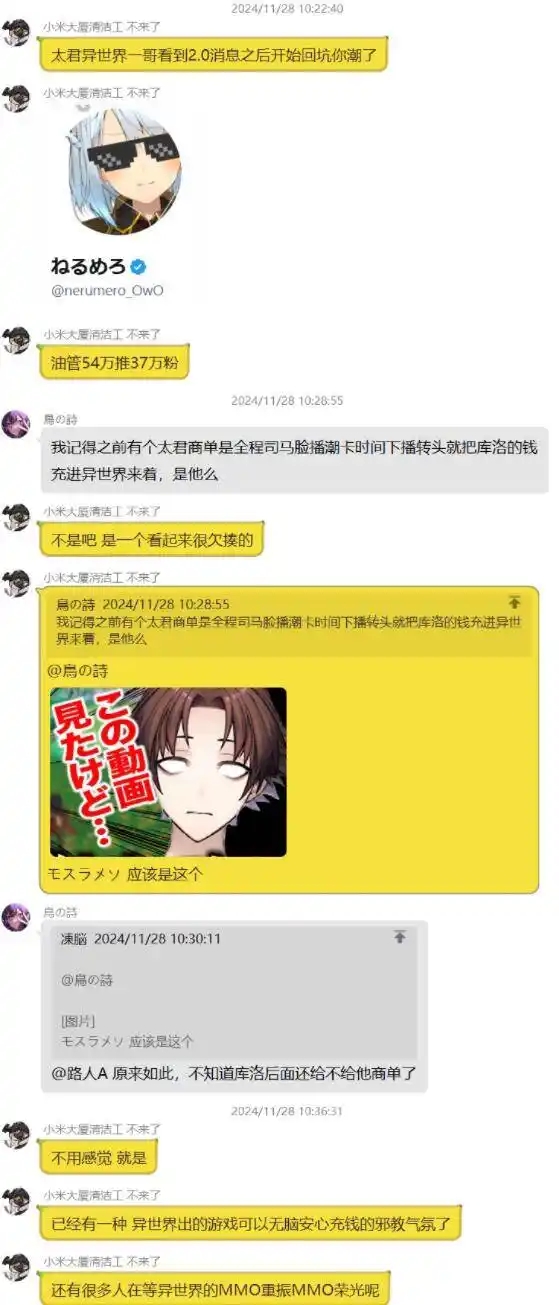 2024/11/28 10:22:40
小米大厦清洁工 不来了
太君异世界一哥看到2.0消息之后开始回坑你潮了
小米大厦清洁工 不来了
ねるめろ
@nerumero_OwO
小米大厦清洁工 不来了
油管54万推37万粉
2024/11/28 10:28:55
鳥の詩
我记得之前有个太君商单是全程司马脸播潮卡时间下播转头就把库洛的钱
充进异世界来着，是他么
小米大厦清洁工 不来了
不是吧 是一个看起来很欠揍的
小米大厦清洁工 不来了
鳥の詩 2024/11/28 10:28:55
我记得之前有个太君商单是全程司马脸播潮卡时间下播转头就把库洛的钱充进异世
界来着，是他么
@鳥の詩
この動画
見たけど…
モスラメソ 应该是这个
鳥の詩
凍脳 2024/11/28 10:30:11
@鳥の詩
[图片]
モスラメソ 应该是这个
@路人A 原来如此，不知道库洛后面还给不给他商单了
2024/11/28 10:36:31
小米大厦清洁工 不来了
不用感觉 就是
小米大厦清洁工 不来了
已经有一种 异世界出的游戏可以无脑安心充钱的邪教气氛了
小米大厦清洁工 不来了
还有很多人在等异世界的MMO重振MMO荣光呢